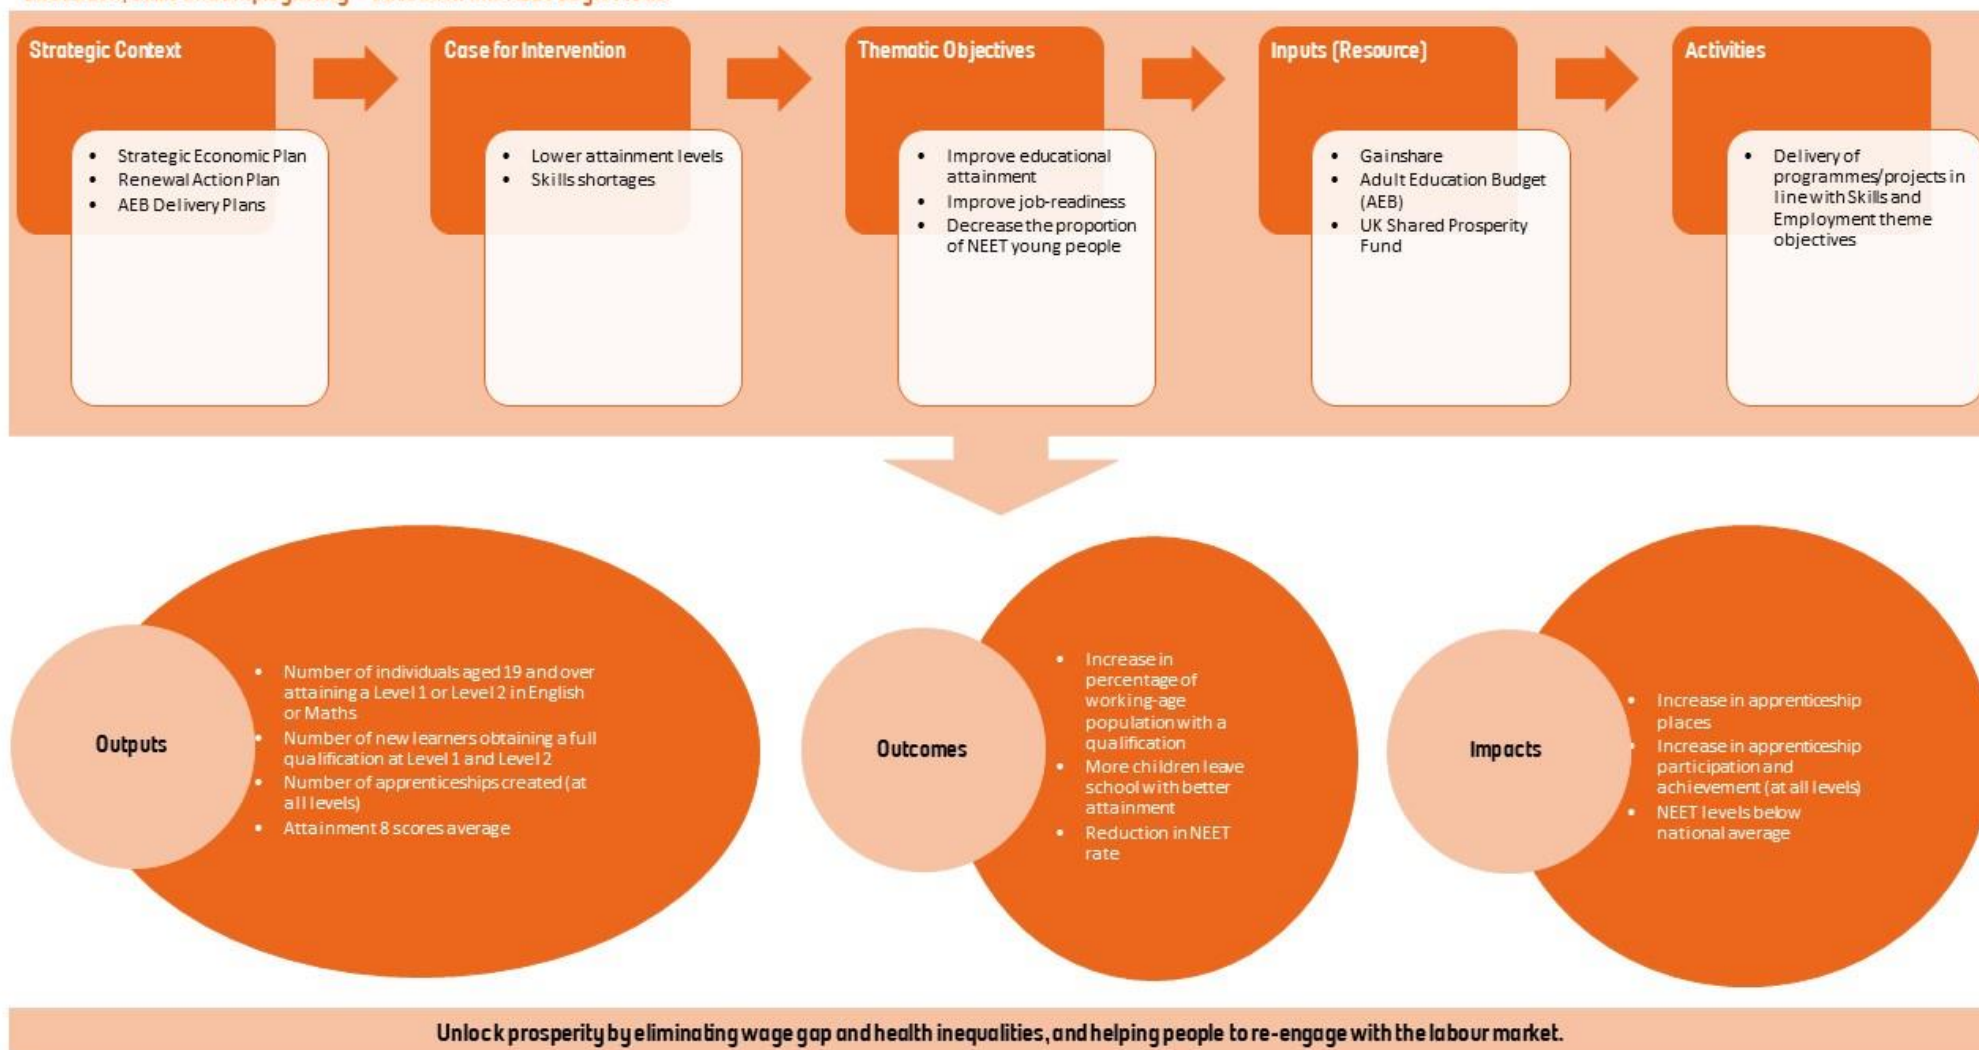 Strategic Context
Case for Intervention
Thematic Objectives
Inputs (Resource)
Activities
• Strategic Economic Plan
• Renewal Action Plan
• AEB Delivery Plans
• Lower attainment levels
• Skills shortages
• Improve educational
attainment
• Improve job-readiness
• Decrease the proportion
of NEET young people
• Gainshare
• Adult Education Budget
(AEB)
• UK Shared Prosperity
Fund
• Delivery of
programmes/projects in
line with Skills and
Employment theme
objectives
Outputs
• Number of individuals aged 19 and over
attaining a Level 1 or Level 2 in English
or Maths
• Number of new learners obtaining a full
qualification at Level 1 and Level 2
• Number of apprenticeships created (at
all levels)
• Attainment 8 scores average
Outcomes
• Increase in
percentage of
working-age
population with a
qualification
• More children leave
school with better
attainment
• Reduction in NEET
rate
Impacts
• Increase in apprenticeship
places
• Increase in apprenticeship
participation and
achievement (at all levels)
• NEET levels below
national average
Unlock prosperity by eliminating wage gap and health inequalities, and helping people to re-engage with the labour market.